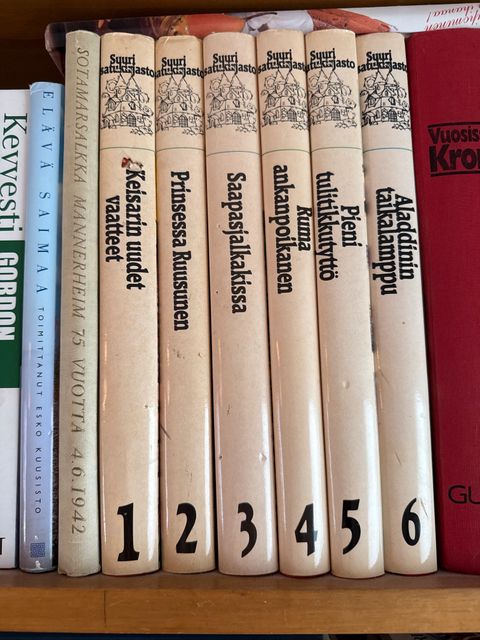 Kevyesti
GORDON
ELÄVÄ SAIMAA TOIMITTANUT ESKO KUUSISTO
SOTAMARSALKKA MANNERHEIM 75 VUOTTA 4.6.1942
Suuri
satukirjasto
Keisarin uudet
vaatteet
1
Suuri
satukirjasto
Prinsessa Ruusunen
2
Suuri
satukirjasto
Saapasjalkakissa
3
Suuri
satukirjasto
Ruma
ankanpoikanen
4
Suuri
satukirjasto
Pieni
tulitikkutyttö
5
Suuri
satukirjasto
Aladdinin
taikalamppu
6
Vuosis
Kron
GU